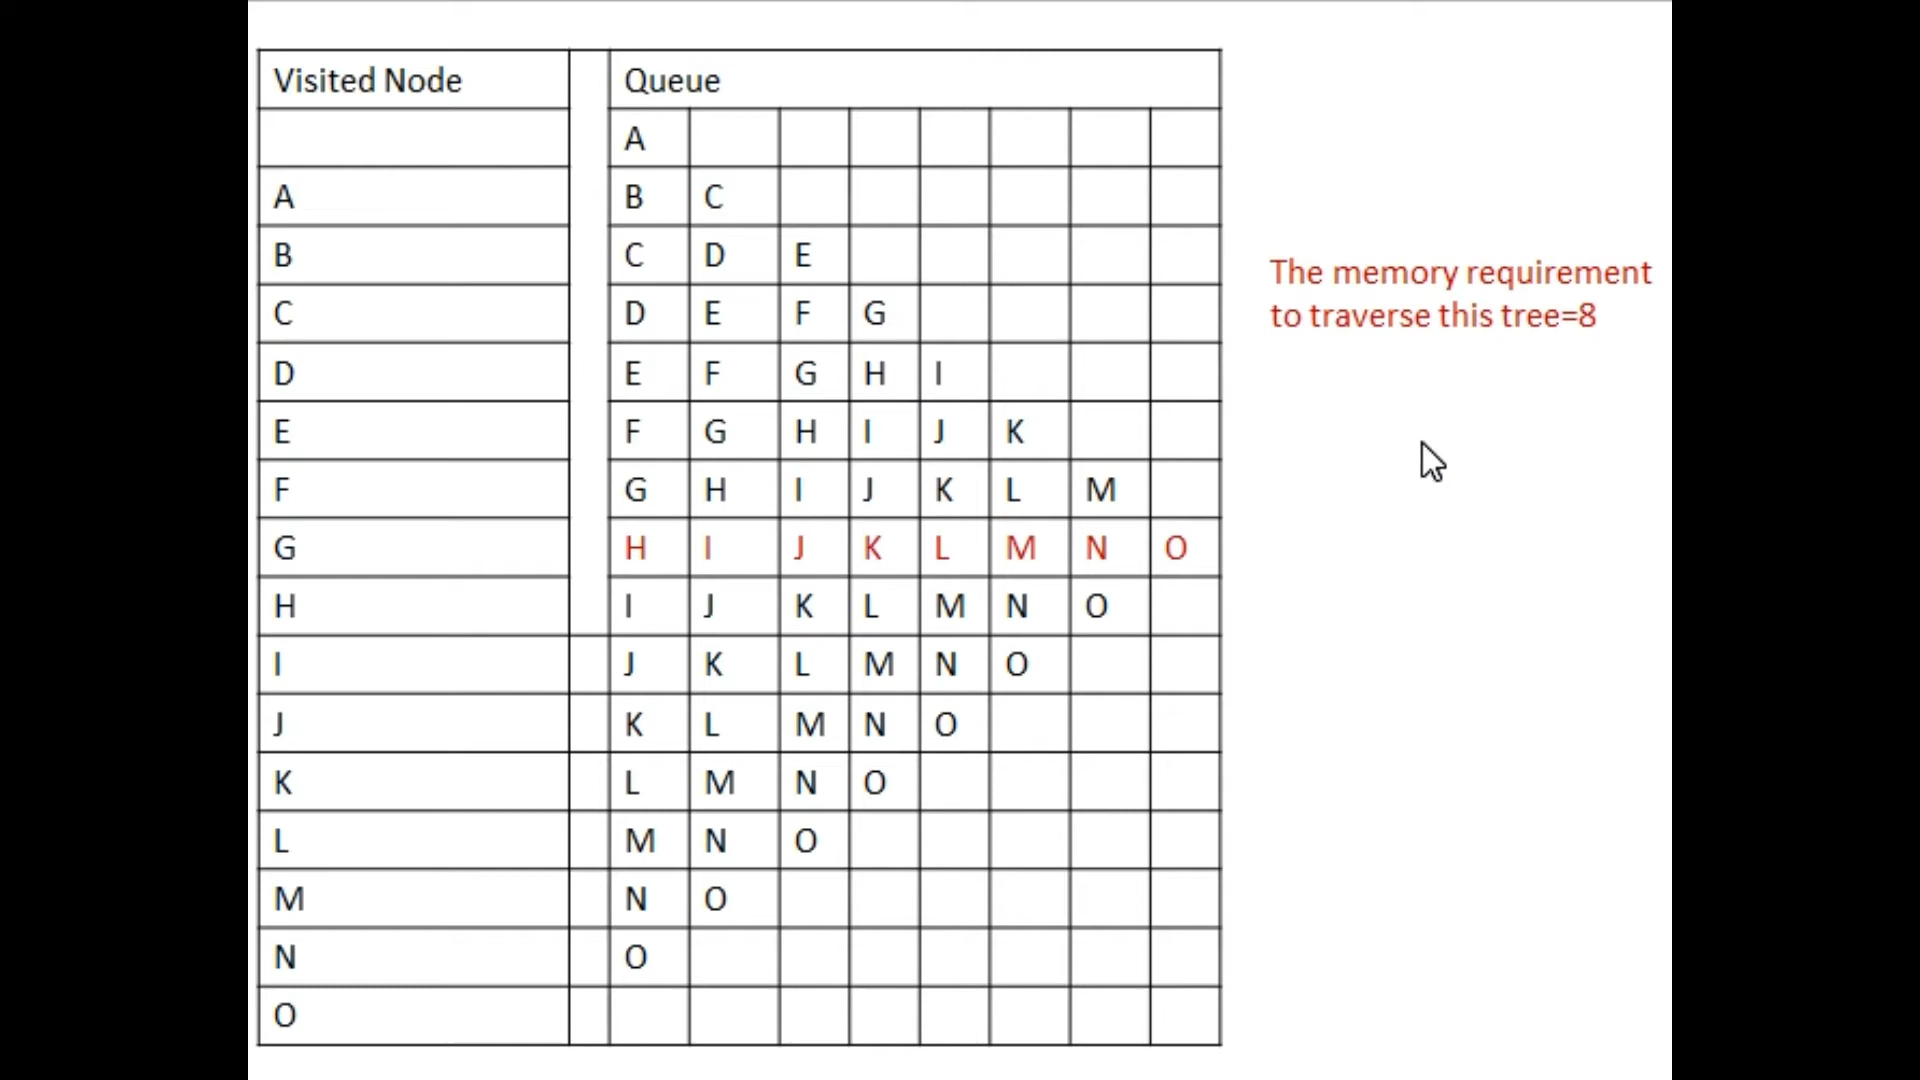 Visited Node Queue
A
A B C
B C D E
C D E F G
D E F G H I
E F G H I J K
F G H I J K L M
G H I J K L M N O
H I J K L M N O
I J K L M N O
J K L M N O
K L M N O
L M N O
M N O
N O
O
The memory requirement
to traverse this tree=8